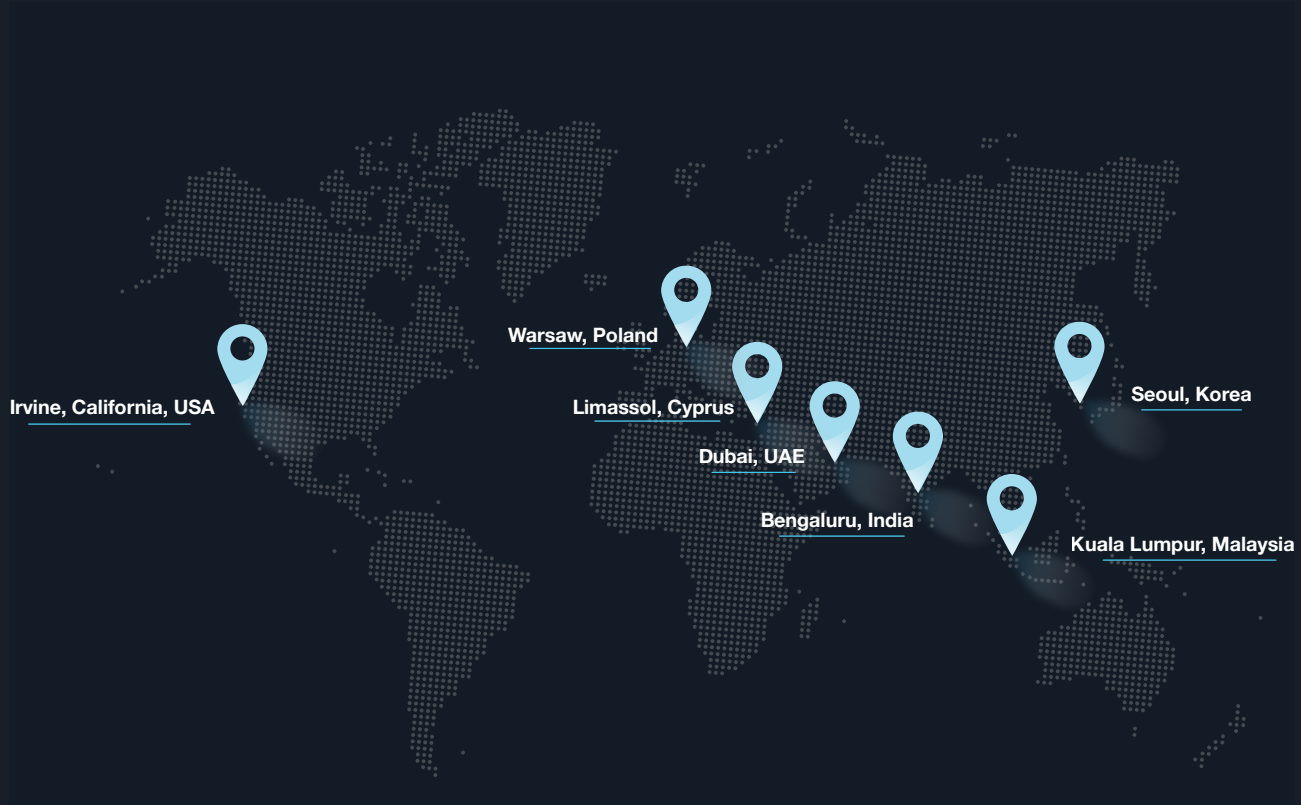 Warsaw, Poland
Seoul, Korea
Irvine, California, USA
Limassol, Cyprus
Dubai, UAE
Bengaluru, India
Kuala Lumpur, Malaysia